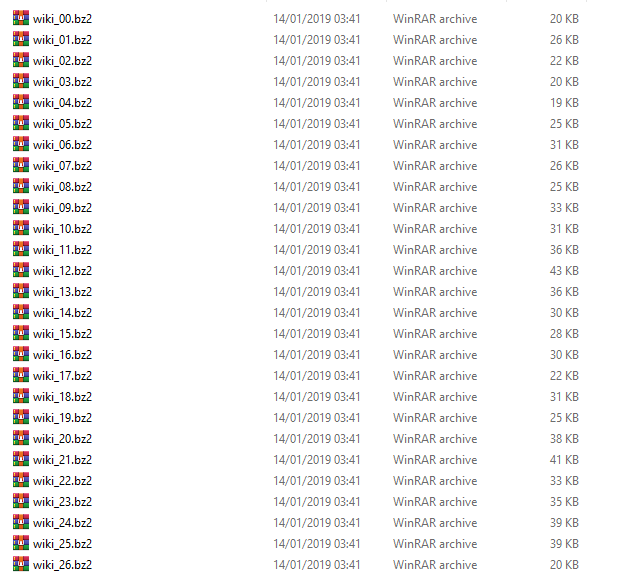 wiki_00.bz2 14/01/2019 03:41 WinRAR archive 20 KB
wiki_01.bz2 14/01/2019 03:41 WinRAR archive 26 KB
wiki_02.bz2 14/01/2019 03:41 WinRAR archive 22 KB
wiki_03.bz2 14/01/2019 03:41 WinRAR archive 20 KB
wiki_04.bz2 14/01/2019 03:41 WinRAR archive 19 KB
wiki_05.bz2 14/01/2019 03:41 WinRAR archive 25 KB
wiki_06.bz2 14/01/2019 03:41 WinRAR archive 31 KB
wiki_07.bz2 14/01/2019 03:41 WinRAR archive 26 KB
wiki_08.bz2 14/01/2019 03:41 WinRAR archive 25 KB
wiki_09.bz2 14/01/2019 03:41 WinRAR archive 33 KB
wiki_10.bz2 14/01/2019 03:41 WinRAR archive 31 KB
wiki_11.bz2 14/01/2019 03:41 WinRAR archive 36 KB
wiki_12.bz2 14/01/2019 03:41 WinRAR archive 43 KB
wiki_13.bz2 14/01/2019 03:41 WinRAR archive 36 KB
wiki_14.bz2 14/01/2019 03:41 WinRAR archive 30 KB
wiki_15.bz2 14/01/2019 03:41 WinRAR archive 28 KB
wiki_16.bz2 14/01/2019 03:41 WinRAR archive 30 KB
wiki_17.bz2 14/01/2019 03:41 WinRAR archive 22 KB
wiki_18.bz2 14/01/2019 03:41 WinRAR archive 31 KB
wiki_19.bz2 14/01/2019 03:41 WinRAR archive 25 KB
wiki_20.bz2 14/01/2019 03:41 WinRAR archive 38 KB
wiki_21.bz2 14/01/2019 03:41 WinRAR archive 41 KB
wiki_22.bz2 14/01/2019 03:41 WinRAR archive 33 KB
wiki_23.bz2 14/01/2019 03:41 WinRAR archive 35 KB
wiki_24.bz2 14/01/2019 03:41 WinRAR archive 39 KB
wiki_25.bz2 14/01/2019 03:41 WinRAR archive 39 KB
wiki_26.bz2 14/01/2019 03:41 WinRAR archive 20 KB